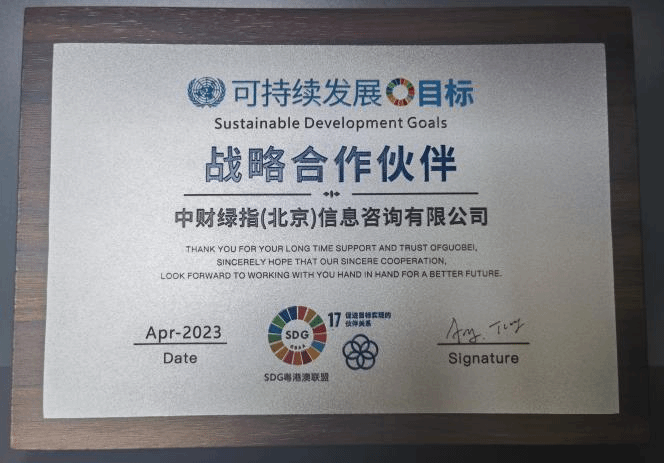 可持续发展目标
Sustainable Development Goals
战略合作伙伴
中财绿指(北京)信息咨询有限公司
THANK YOU FOR YOUR LONG TIME SUPPORT AND TRUST OFGUOBEI,
SINCERELY HOPE THAT OUR SINCERE COOPERATION,
LOOK FORWARD TO WORKING WITH YOU HAND IN HAND FOR A BETTER FUTURE.
Apr-2023
Date
SDG
SDG粤港澳联盟
17 促进目标实现的
伙伴关系
Signature